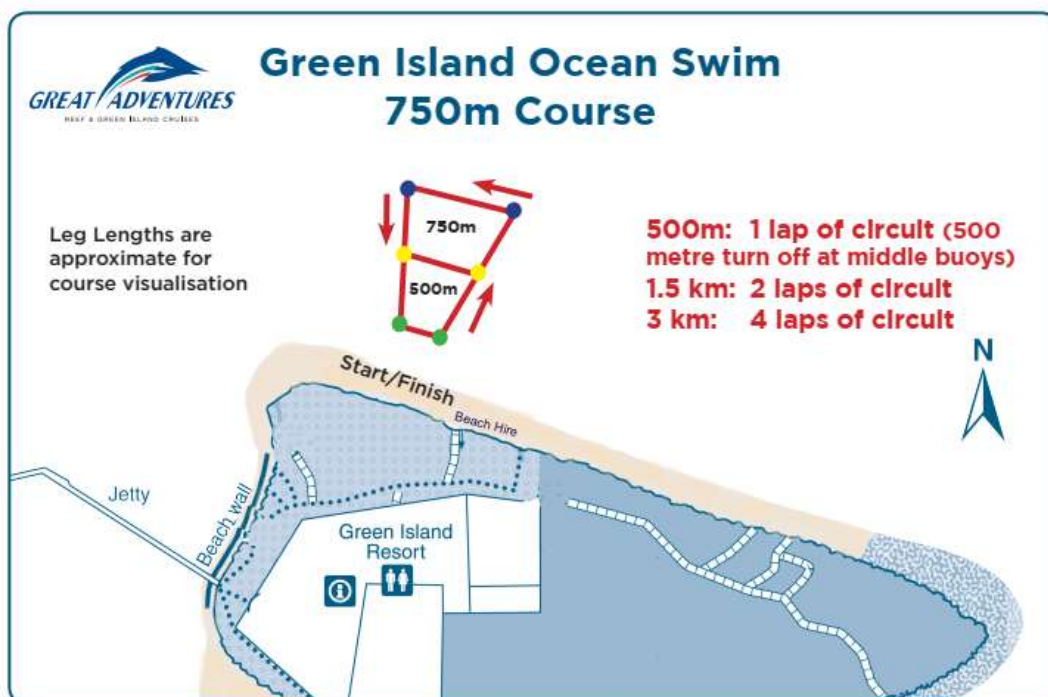 Green Island Ocean Swim
750m Course
GREAT ADVENTURES
REEF & GREEN ISLAND CRUISES
Leg Lengths are
approximate for
course visualisation
750m
500m
500m: 1 lap of circuit (500
metre turn off at middle buoys)
1.5 km: 2 laps of circuit
3 km: 4 laps of circuit
N
Start/Finish
Beach Hire
Jetty
Beach wall
Green Island
Resort